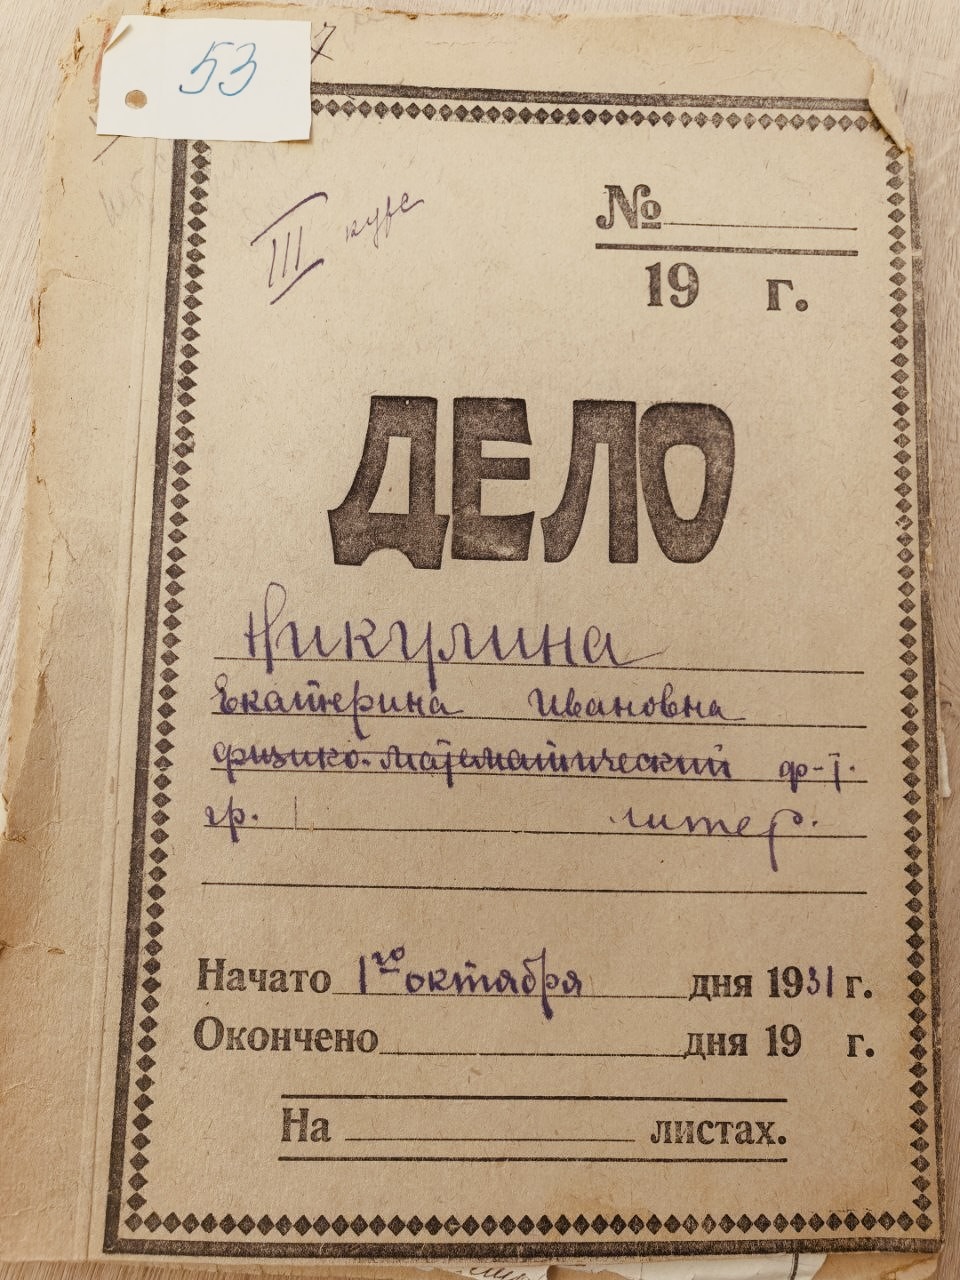 53
III курс
№
19 г.
ДЕЛО
Никулина
Екатерина Ивановна
физико-математический ф-т.
гр. литер.
Начато 1го октября дня 1931 г.
Окончено дня 19 г.
На листах.